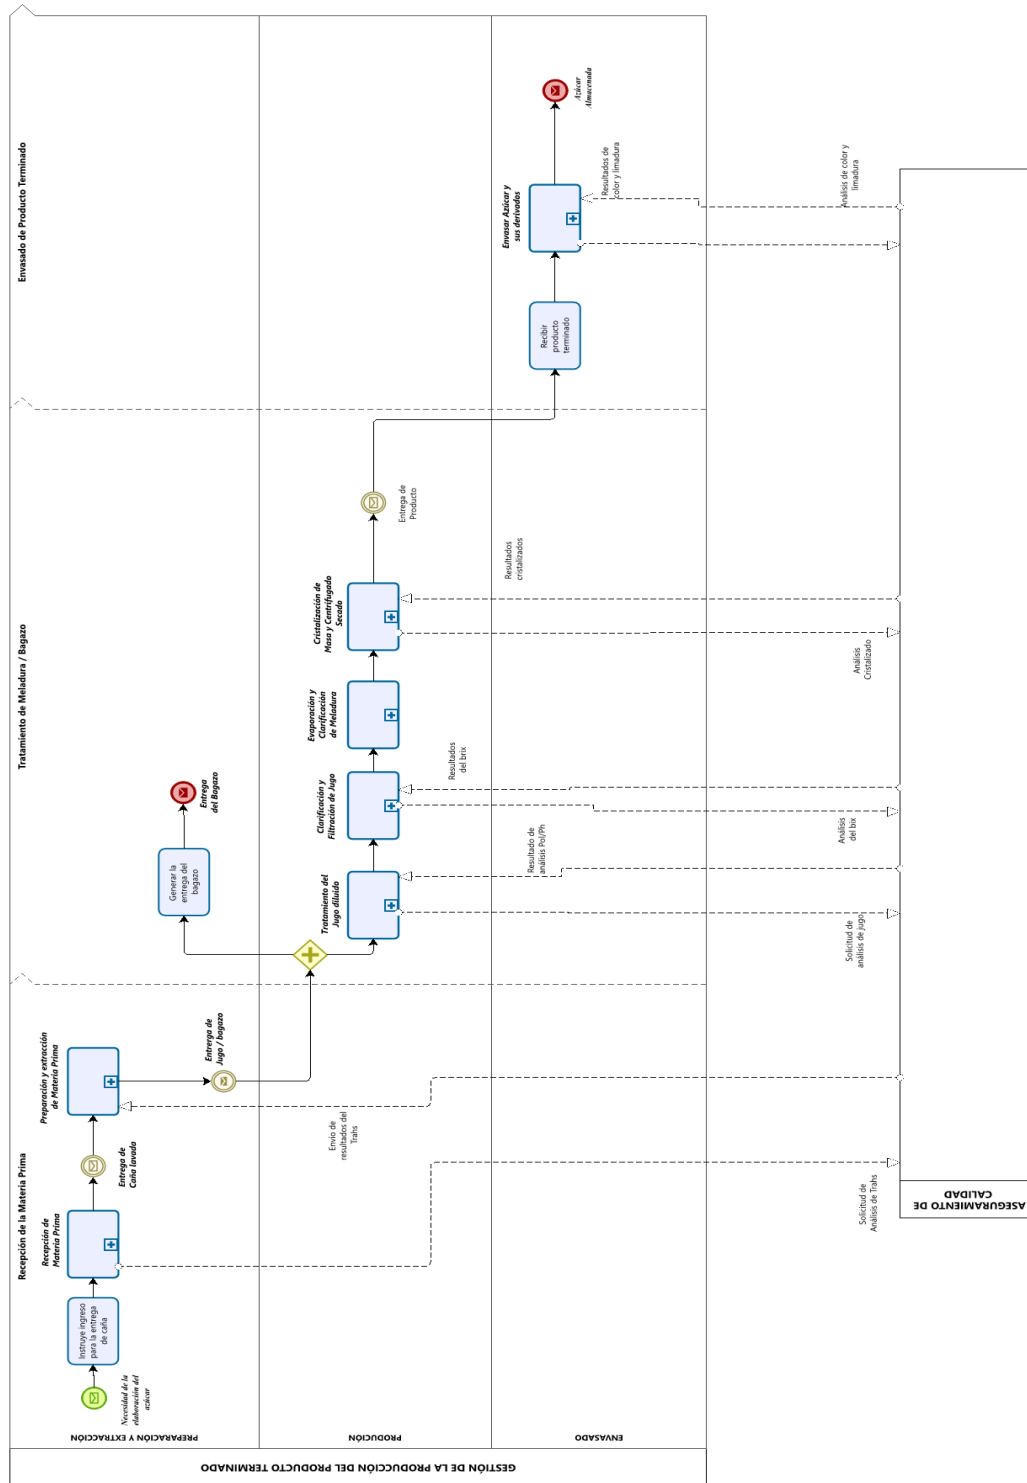 GESTIÓN DE LA PRODUCCIÓN DEL PRODUCTO TERMINADO
PREPARACIÓN Y EXTRACCIÓN
PRODUCIÓN
ENVASADO
Recepción de la Materia Prima
Tratamiento de Meladura / Bagazo
Envasado de Producto Terminado
Necesidad de la
elaboración del
azúcar
Instruye ingreso
para la entrega
de caña
Recepción de
Materia Prima
Entrega de
Caña lavada
Preparación y extracción
de Materia Prima
Entrerga de
Jugo / bagazo
Generar la
entrega del
bagazo
Entrega
del Bagazo
Tratamiento del
Jugo diluido
Clarificación y
Filtración de Jugo
Evaporación y
Clarificación
de Meladura
Cristalización de
Masa y Centrifugado
Secado
Entrega de
Producto
Recibir
producto
terminado
Envasar Azúcar y
sus derivados
Azúcar
Almacenada
Envio de
resultados del
Trahs
Resultado de
análisis Pol/Ph
Resultados
del brix
Resultados
cristalizados
Resultados de
color y limadura
Solicitud de
Análisis de Trahs
Solicitud de
análisis de jugo
Análisis
del bix
Análisis
Cristalizado
Análisis de color y
limadura
ASEGURAMIENTO DE
CALIDAD